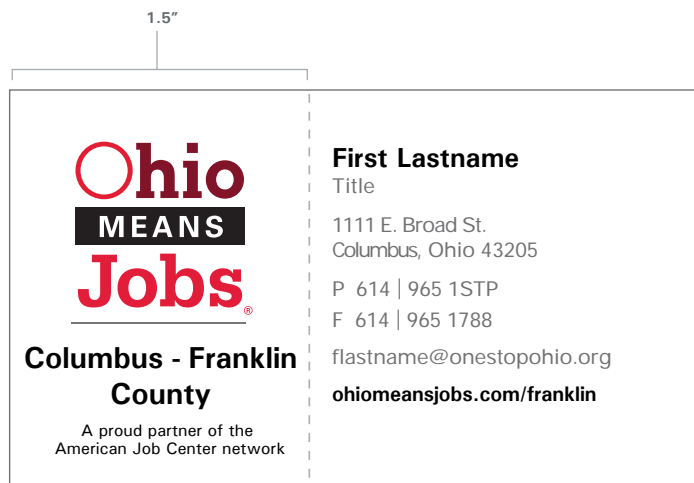 1.5"
Ohio
MEANS
Jobs®
Columbus - Franklin
County
A proud partner of the
American Job Center network
First Lastname
Title
1111 E. Broad St.
Columbus, Ohio 43205
P 614 | 965 1STP
F 614 | 965 1788
flastname@onestopohio.org
ohiomeansjobs.com/franklin